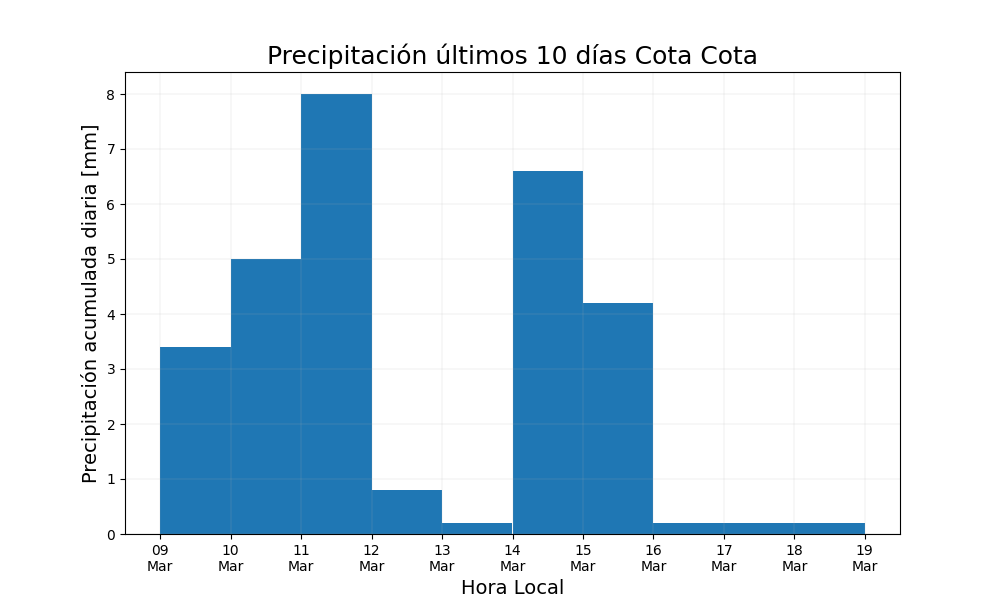 Precipitación últimos 10 días Cota Cota
Precipitación acumulada diaria [mm]
8
7
6
5
4
3
2
1
0
09 10 11 12 13 14 15 16 17 18 19
Mar Mar Mar Mar Mar Mar Mar Mar Mar Mar Mar
Hora Local